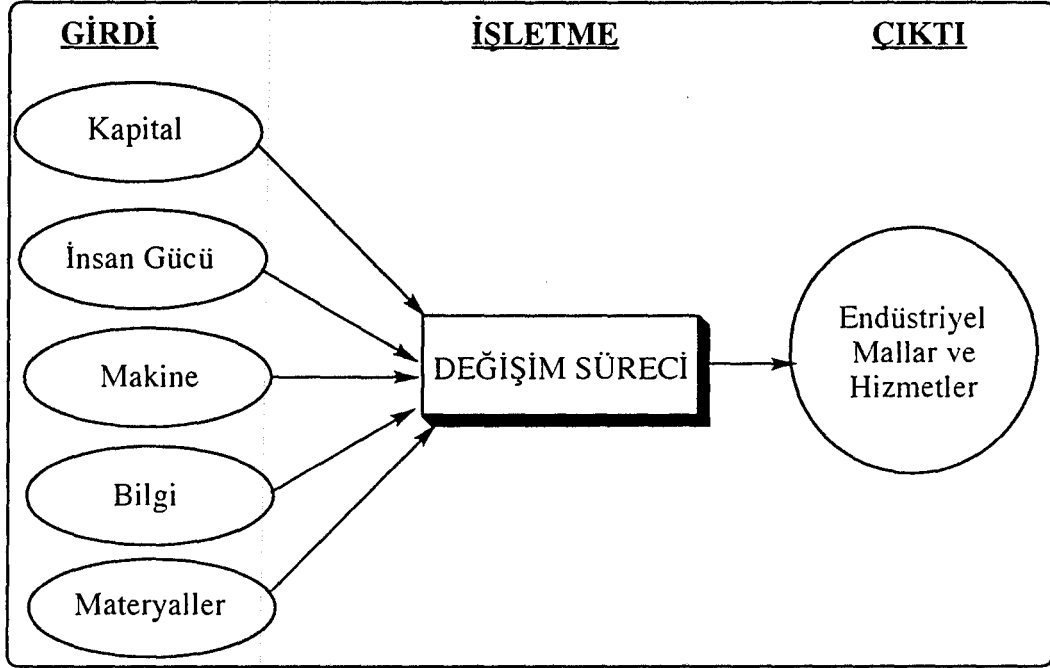 GİRDİ
İŞLETME
ÇIKTI
Kapital
İnsan Gücü
Makine
Bilgi
Materyaller
DEĞİŞİM SÜRECİ
Endüstriyel
Mallar ve
Hizmetler